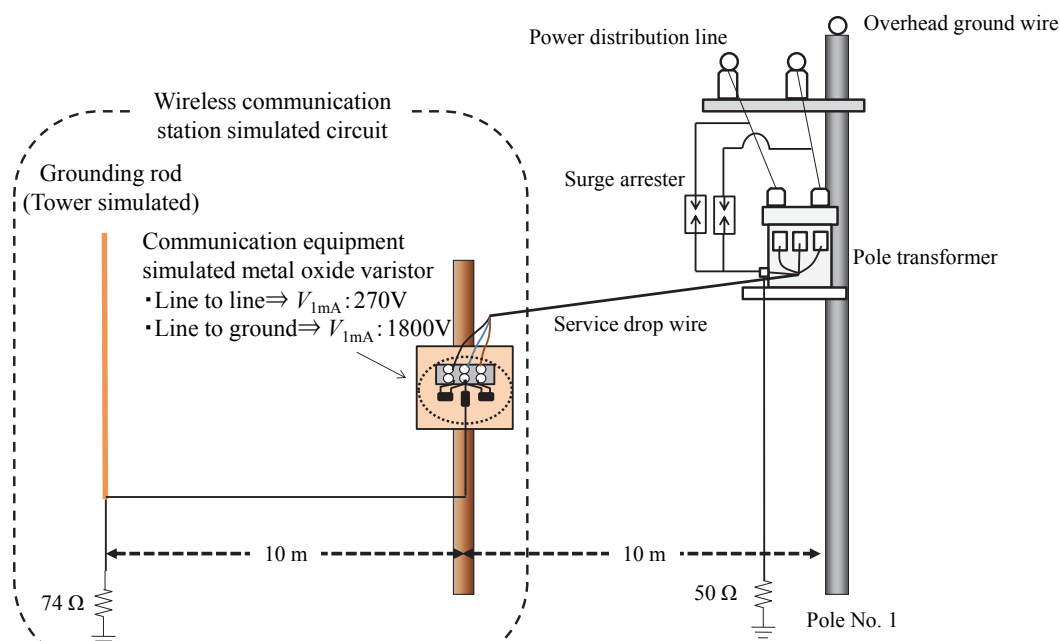 Overhead ground wire
Power distribution line
Wireless communication
station simulated circuit
Grounding rod
(Tower simulated)
Surge arrester
Communication equipment
simulated metal oxide varistor
・Line to line⇒ V1mA : 270V
・Line to ground⇒ V1mA : 1800V
Pole transformer
Service drop wire
10 m
10 m
74 Ω
50 Ω
Pole No. 1